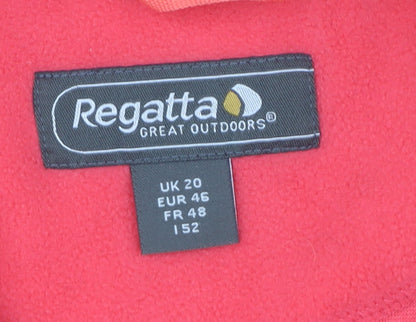 Regatta
GREAT OUTDOORS®
UK 20
EUR 46
FR 48
I 52